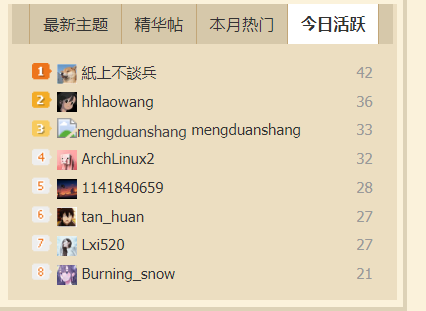 最新主题 精华帖 本月热门 今日活跃
1 紙上不談兵 42
2 hhlaowang 36
3 mengduanshang mengduanshang 33
4 ArchLinux2 32
5 1141840659 28
6 tan_huan 27
7 Lxi520 27
8 Burning_snow 21